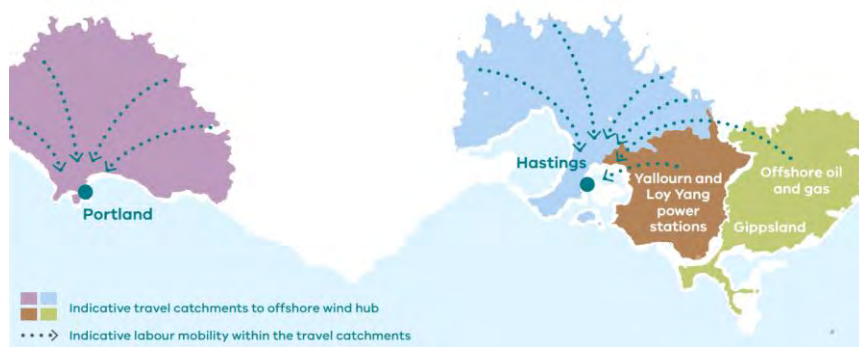 Portland
Hastings
Yallourn and
Loy Yang
power
stations
Offshore oil
and gas
Gippsland
Indicative travel catchments to offshore wind hub
Indicative labour mobility within the travel catchments